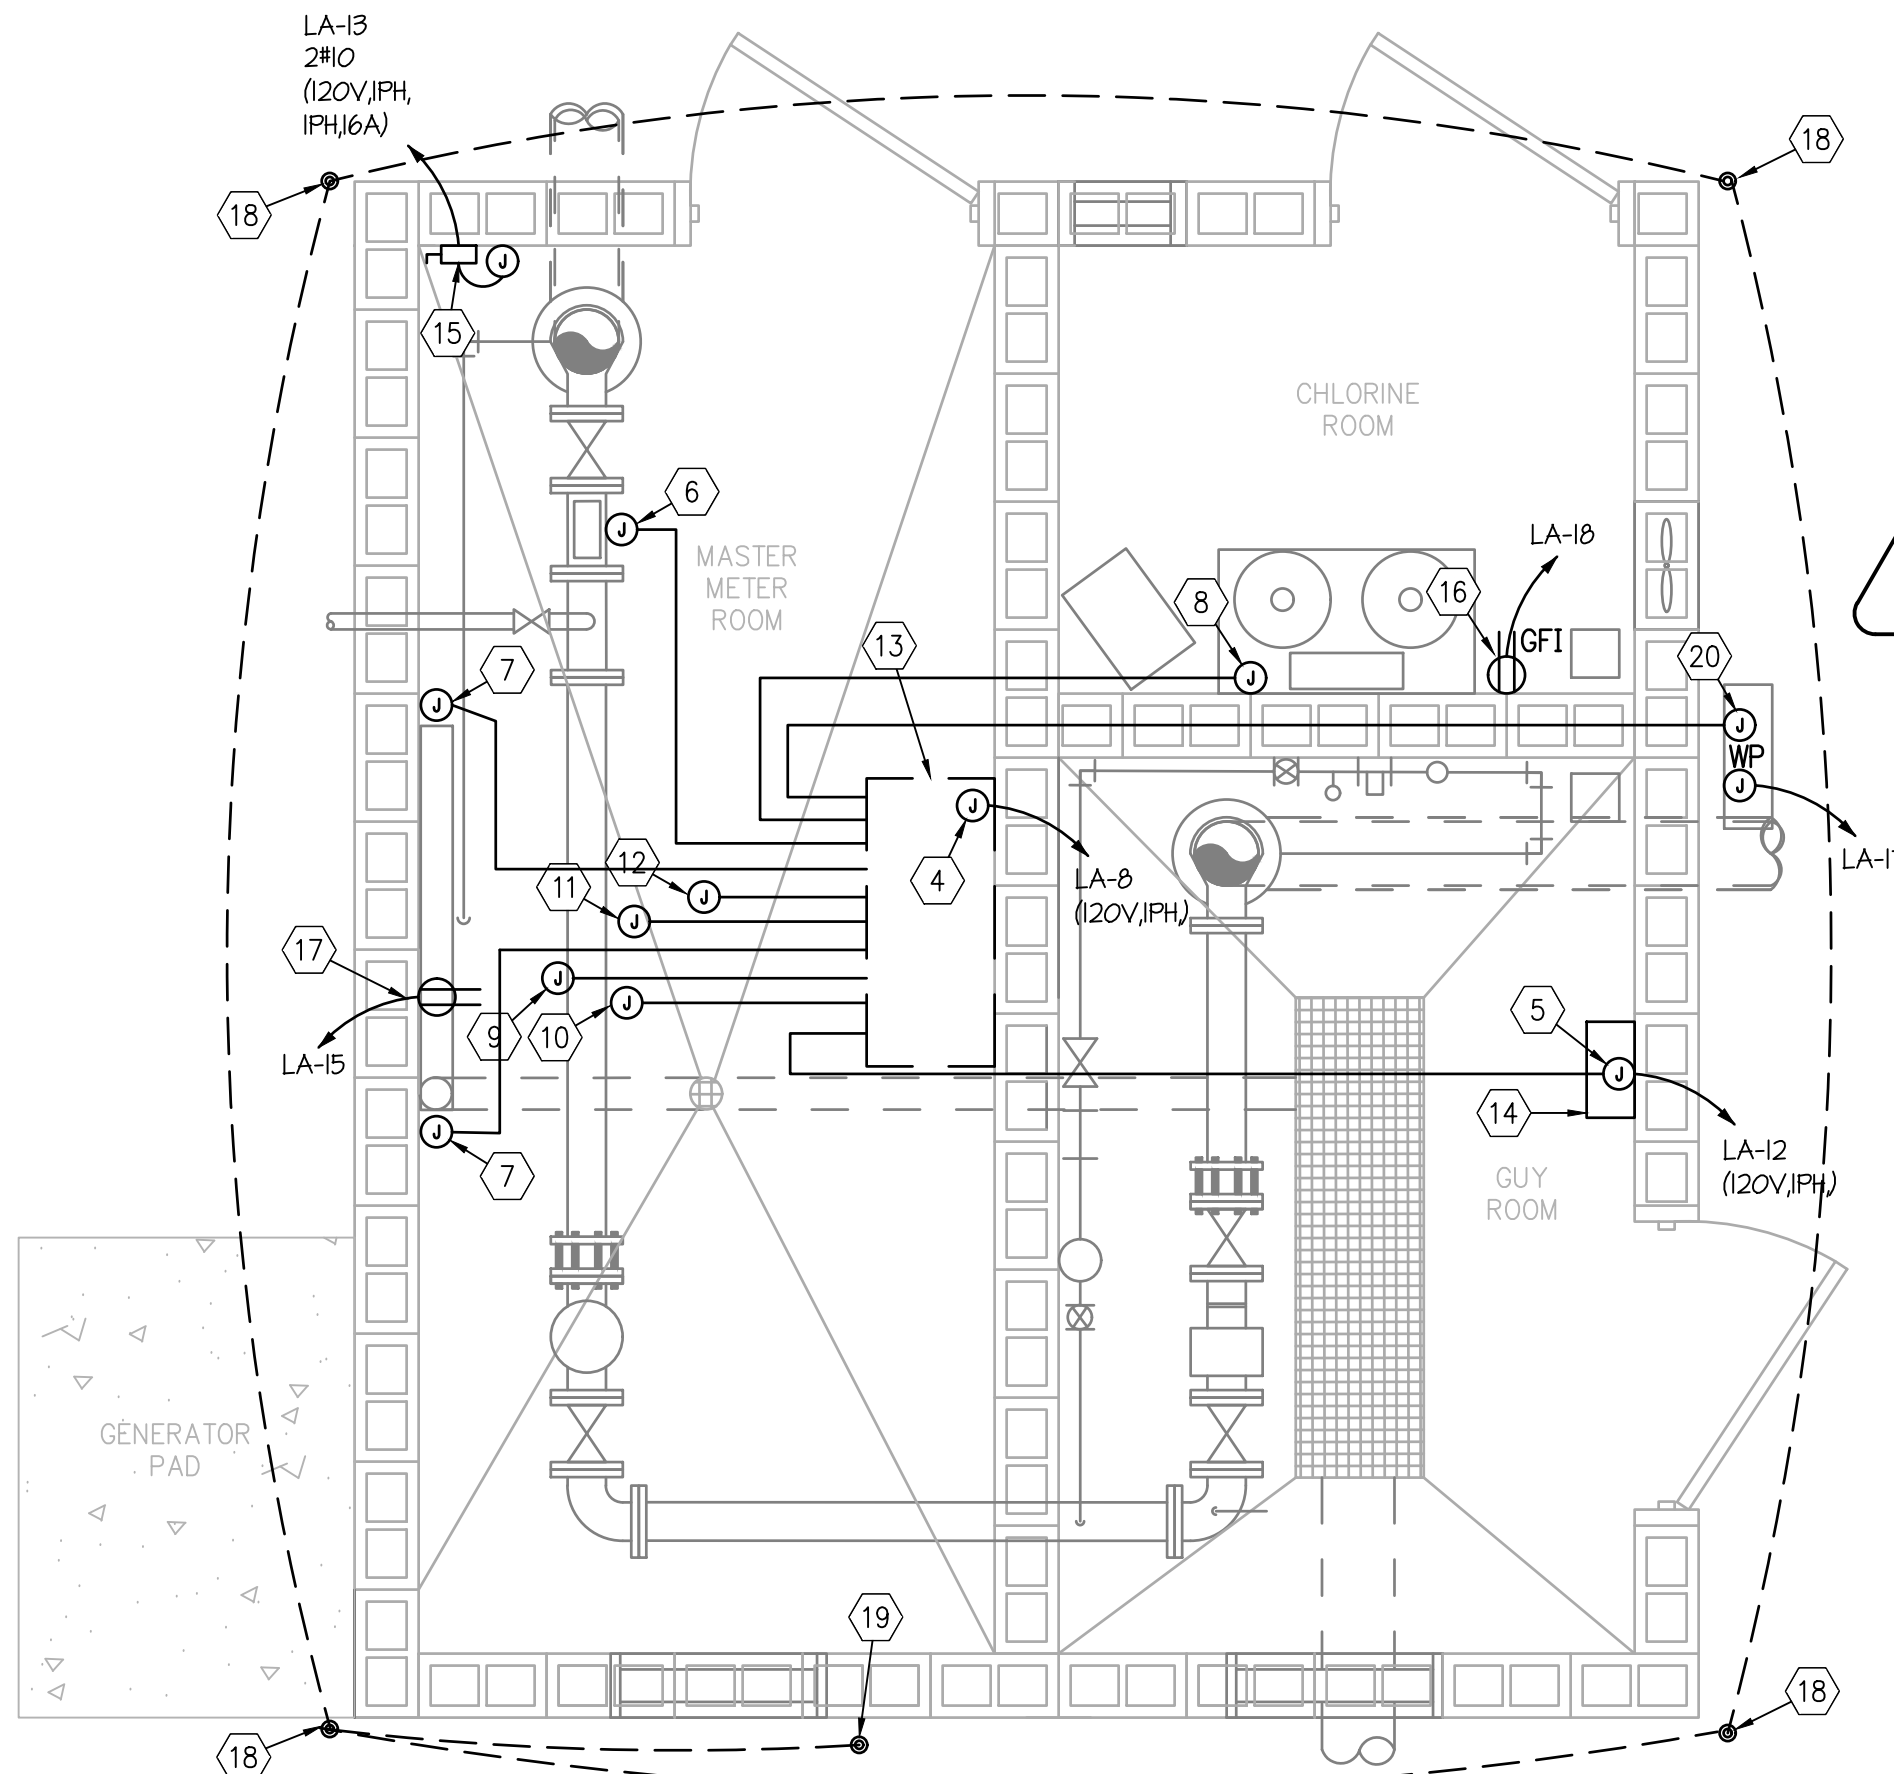 LA-13
2#10
(120V,1PH,
1PH,16A)
18
18
J
15
CHLORINE
ROOM
6
J
MASTER
METER
ROOM
LA-18
8
16
GFI
13
20
7
J
J
J
WP
J
J
12
4
LA-8
(120V,1PH,)
11
J
J
17
J
9
10
J
LA-15
5
J
14
LA-12
(120V,1PH,)
J
7
GUY
ROOM
GENERATOR
PAD
19
18
18